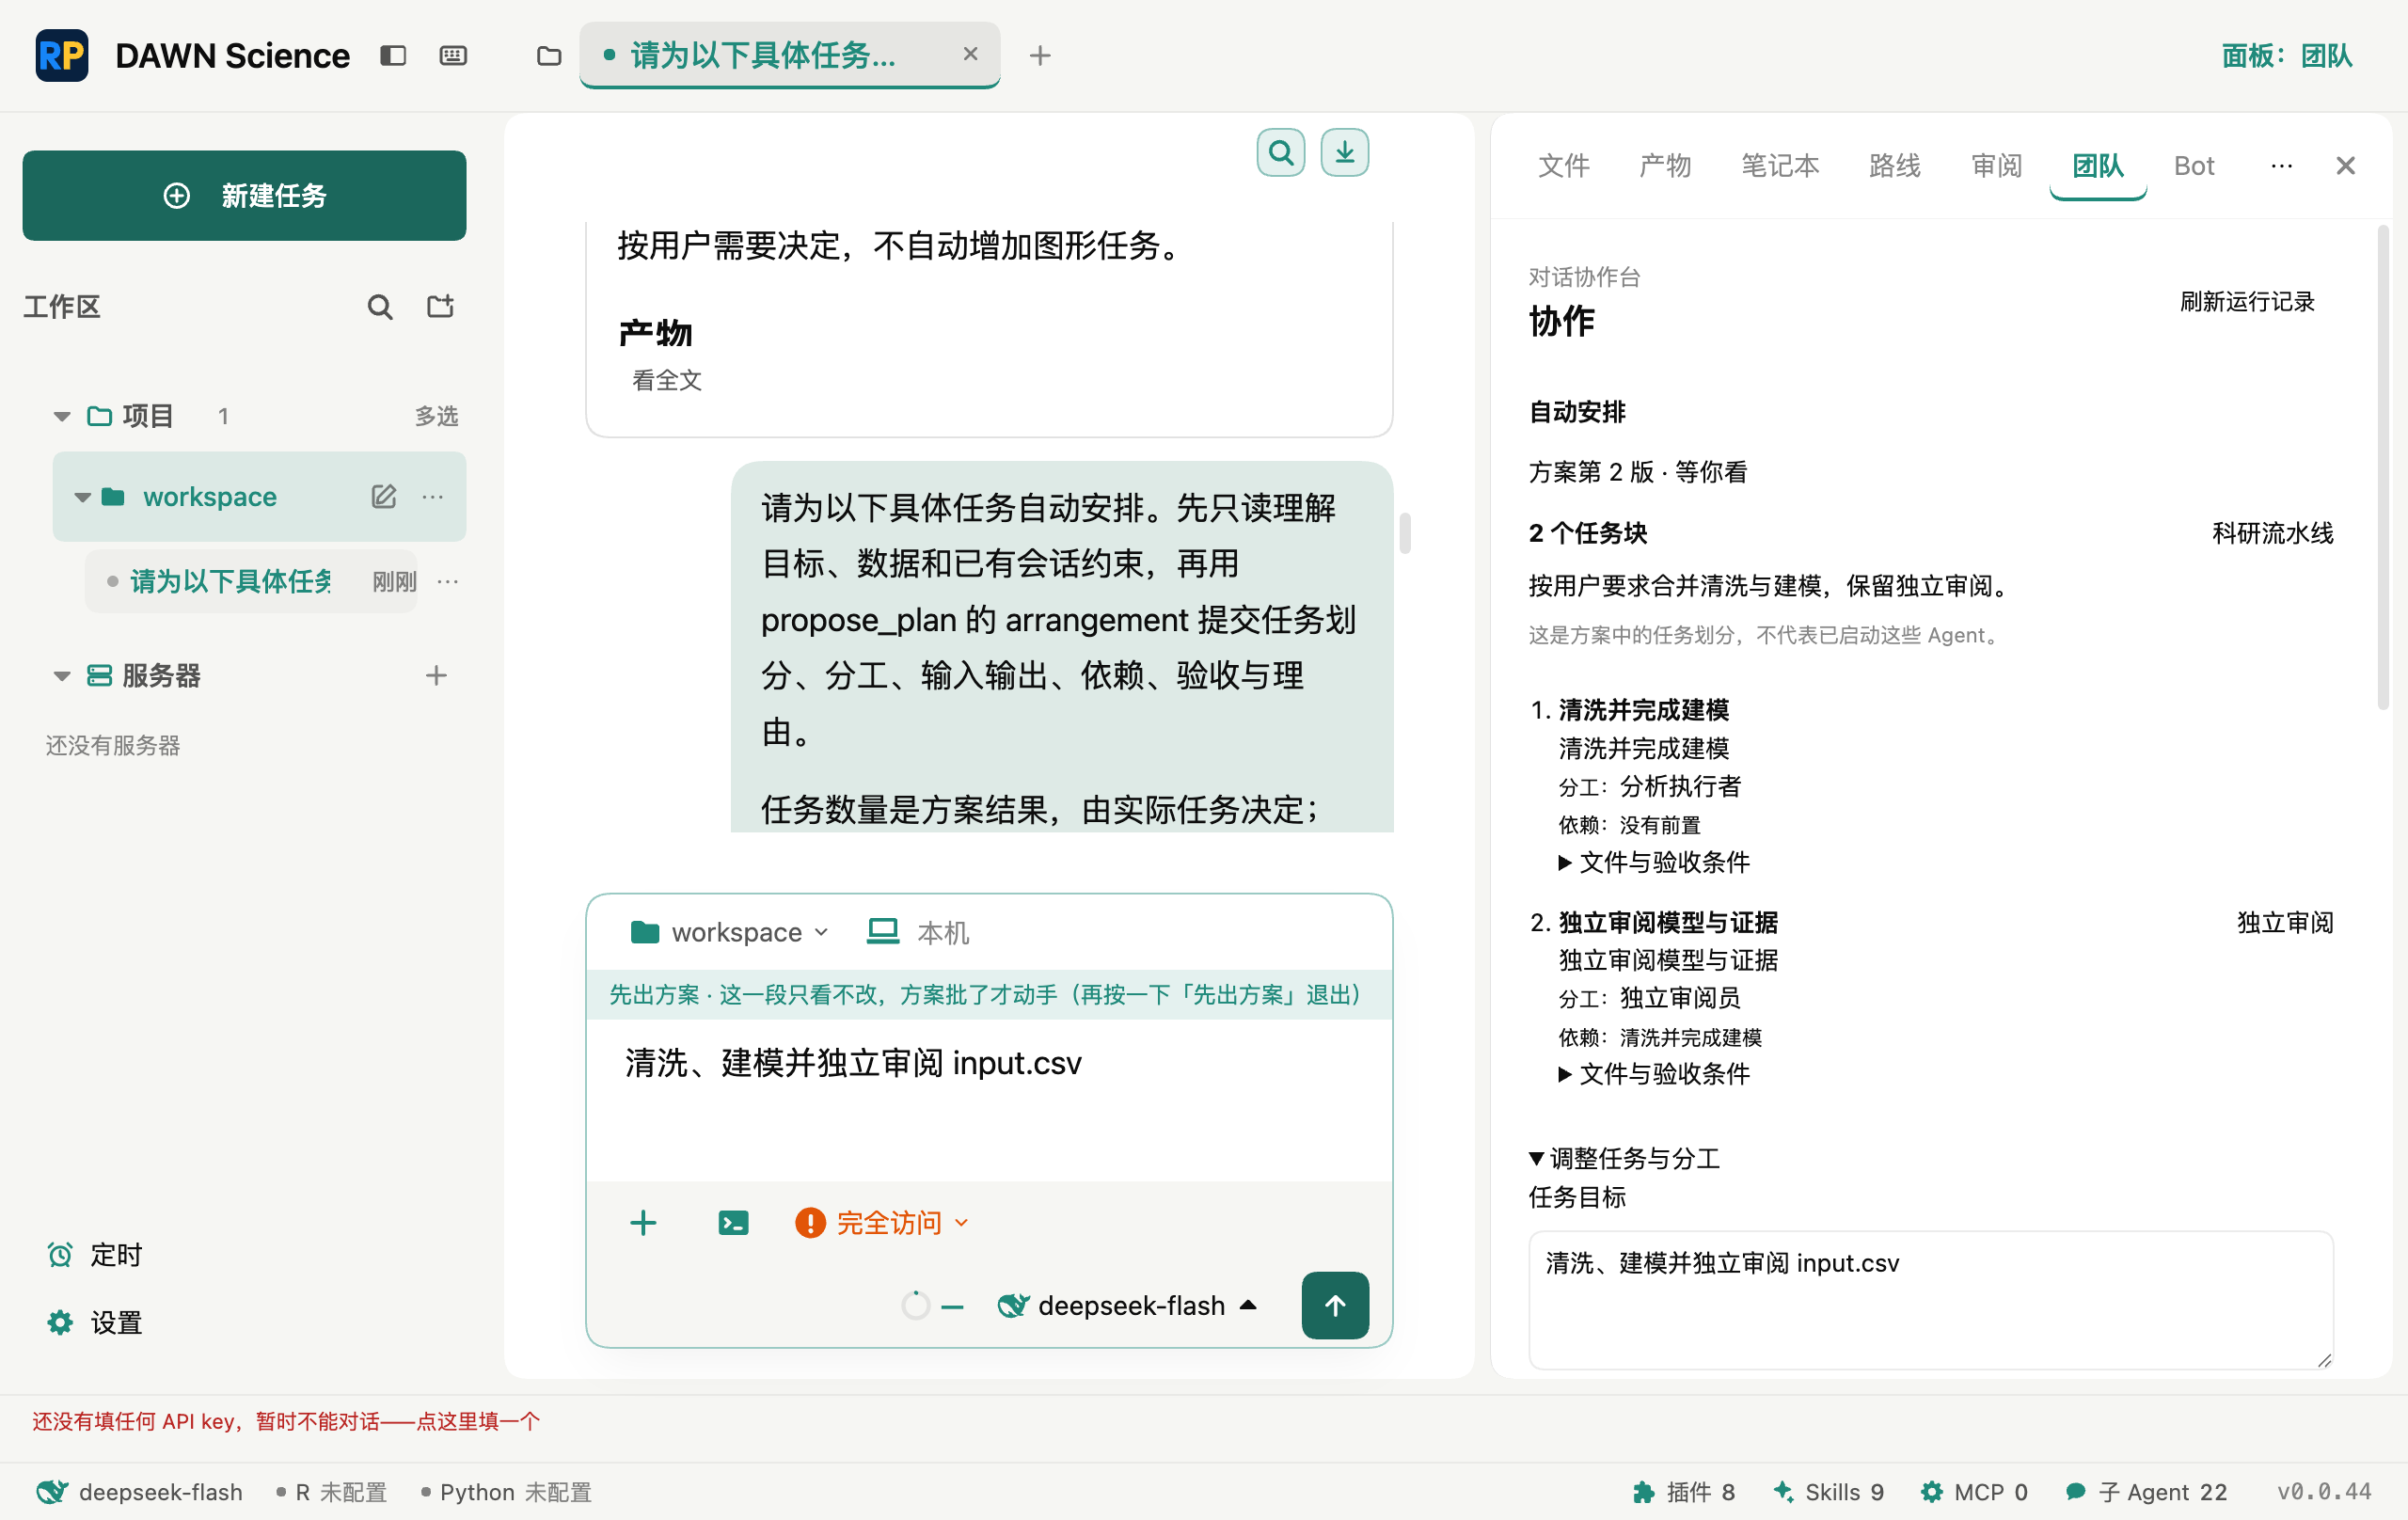 RP DAWN Science
请为以下具体任务...
面板：团队
新建任务
工作区
项目 1 多选
workspace
请为以下具体任务 刚刚
服务器
还没有服务器
定时
设置
按用户需要决定，不自动增加图形任务。
产物
看全文
请为以下具体任务自动安排。先只读理解
目标、数据和已有会话约束，再用
propose_plan 的 arrangement 提交任务划
分、分工、输入输出、依赖、验收与理
由。
任务数量是方案结果，由实际任务决定；
workspace 本机
先出方案 · 这一段只看不改，方案批了才动手（再按一下「先出方案」退出）
清洗、建模并独立审阅 input.csv
完全访问
deepseek-flash
文件 产物 笔记本 路线 审阅 团队 Bot
对话协作台
协作
刷新运行记录
自动安排
方案第 2 版 · 等你看
2 个任务块 科研流水线
按用户要求合并清洗与建模，保留独立审阅。
这是方案中的任务划分，不代表已启动这些 Agent。
1. 清洗并完成建模
清洗并完成建模
分工：分析执行者
依赖：没有前置
文件与验收条件
2. 独立审阅模型与证据 独立审阅
独立审阅模型与证据
分工：独立审阅员
依赖：清洗并完成建模
文件与验收条件
调整任务与分工
任务目标
清洗、建模并独立审阅 input.csv
还没有填任何 API key，暂时不能对话——点这里填一个
deepseek-flash R 未配置 Python 未配置
插件 8 Skills 9 MCP 0 子 Agent 22 v0.0.44